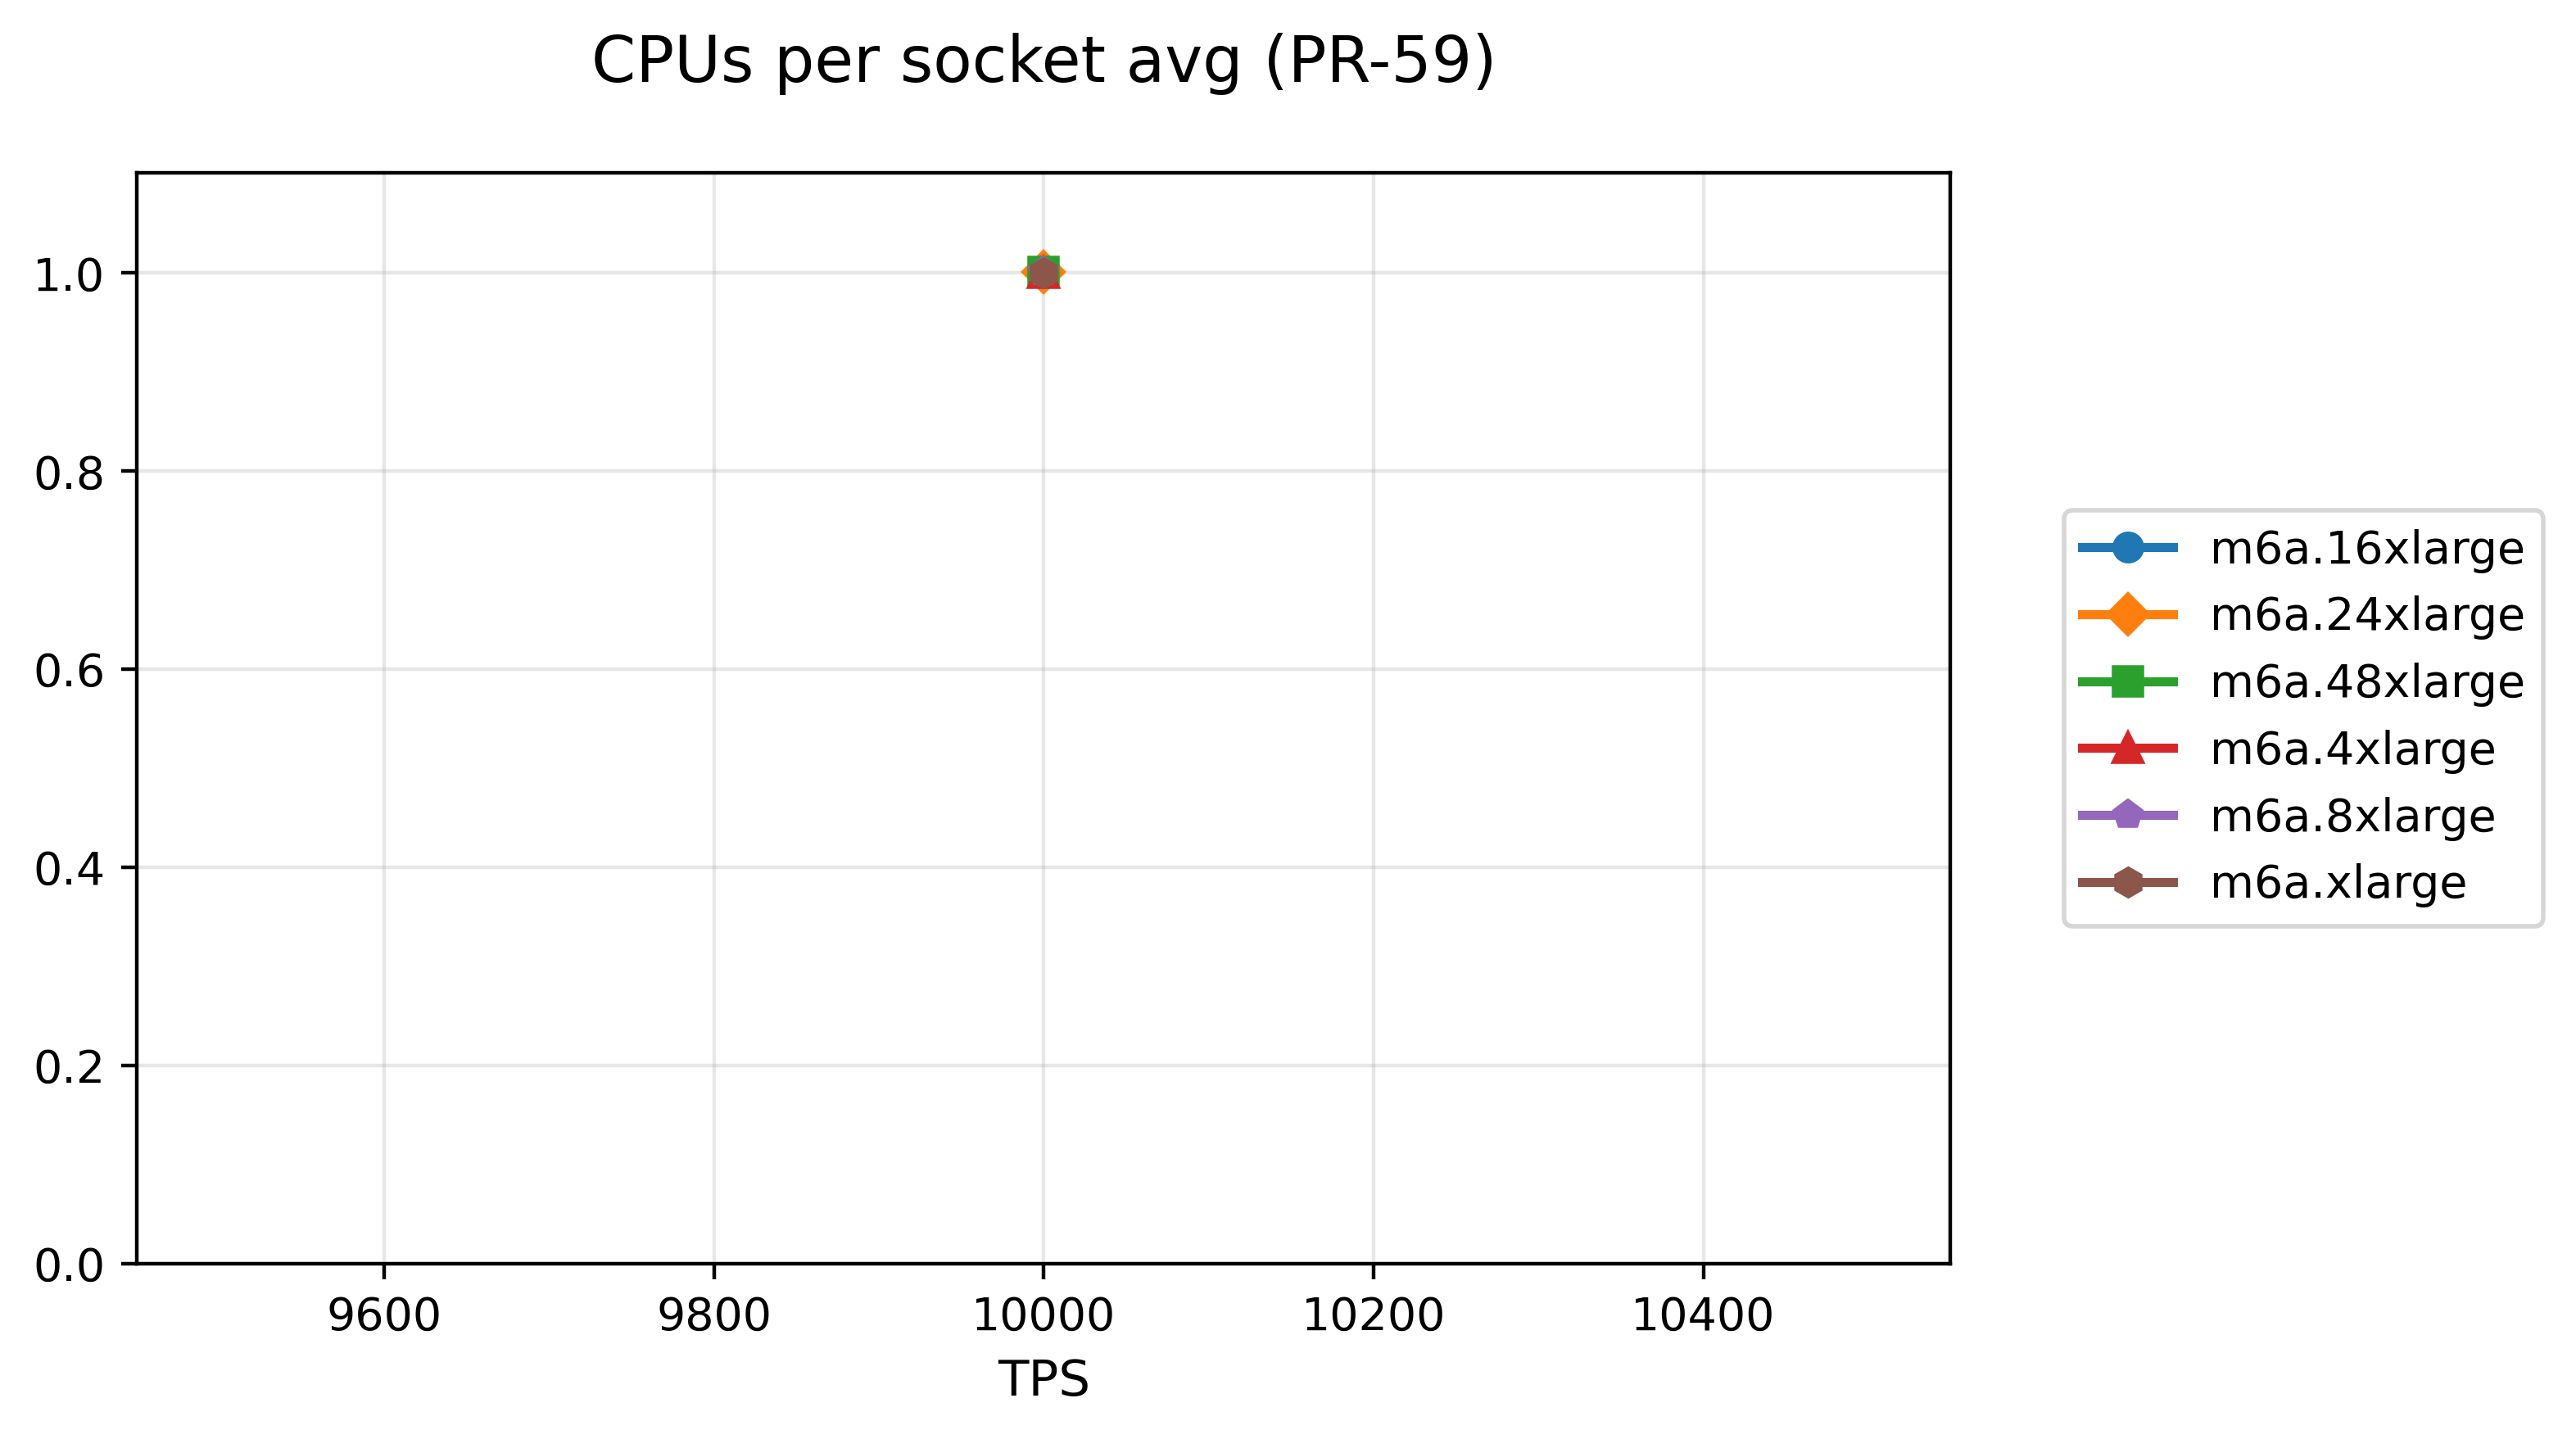 CPUs per socket avg (PR-59)
1.0
0.8
0.6
0.4
0.2
0.0
9600 9800 10000 10200 10400
TPS
m6a.16xlarge
m6a.24xlarge
m6a.48xlarge
m6a.4xlarge
m6a.8xlarge
m6a.xlarge